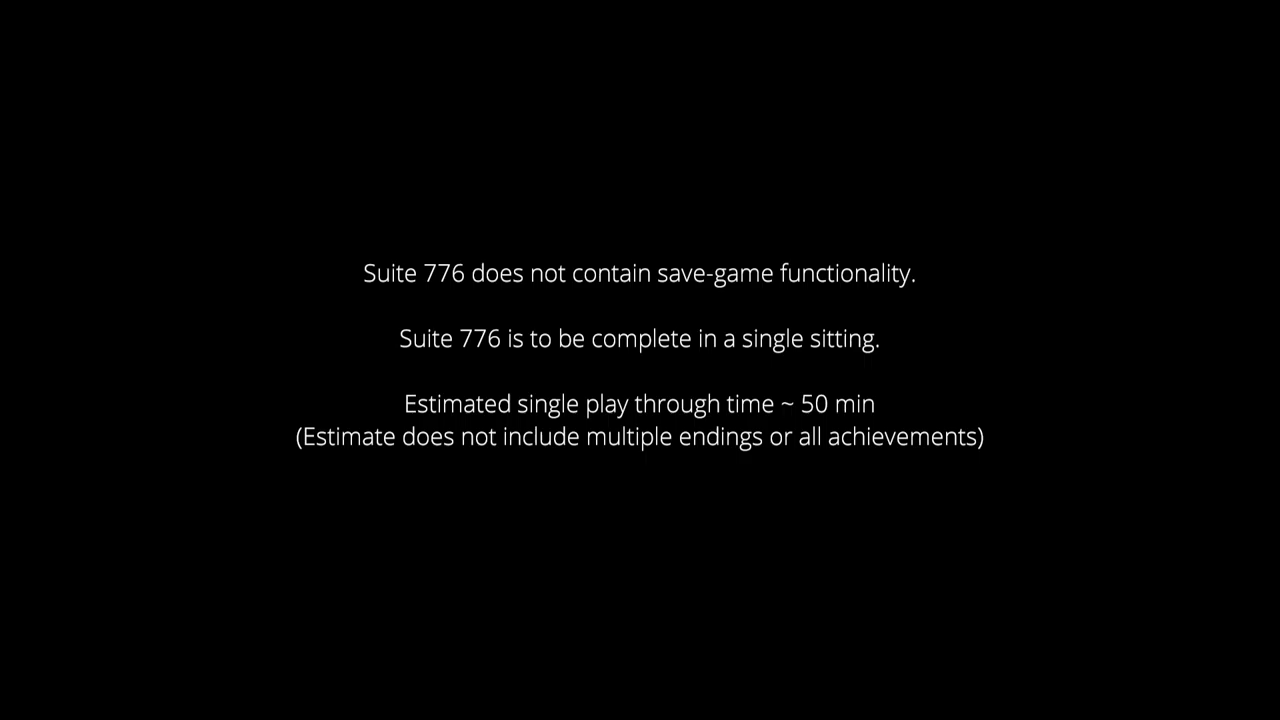 Suite 776 does not contain save-game functionality.
Suite 776 is to be complete in a single sitting.
Estimated single play through time ~ 50 min
(Estimate does not include multiple endings or all achievements)